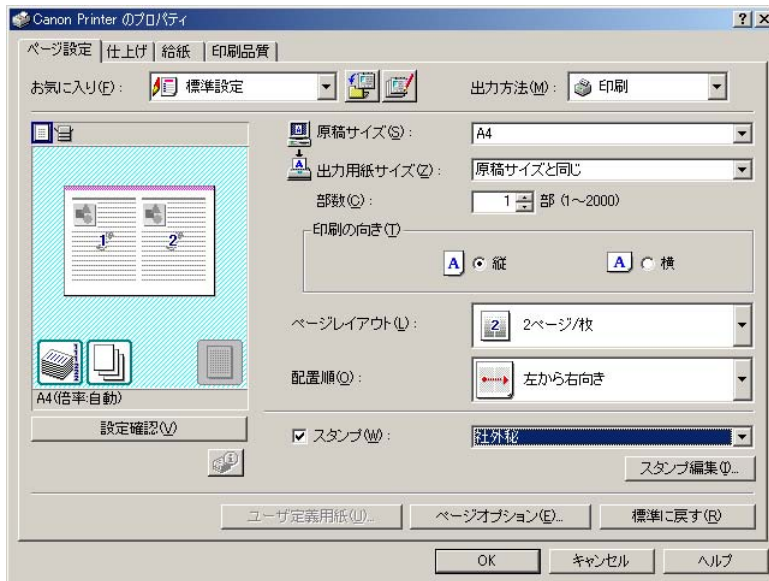 Canon Printer のプロパティ
ページ設定 仕上げ 給紙 印刷品質
お気に入り(F): 標準設定 出力方法(M): 印刷
原稿サイズ(S): A4
出力用紙サイズ(Z): 原稿サイズと同じ
部数(C): 1 部 (1～2000)
印刷の向き(T)
A 縦 A 横
1 2
ページレイアウト(L): 2 2ページ/枚
配置順(O): 左から右向き
A4(倍率:自動)
設定確認(V)
スタンプ(W): 社外秘
スタンプ編集(I)...
ユーザ定義用紙(U)... ページオプション(E)... 標準に戻す(R)
OK キャンセル ヘルプ